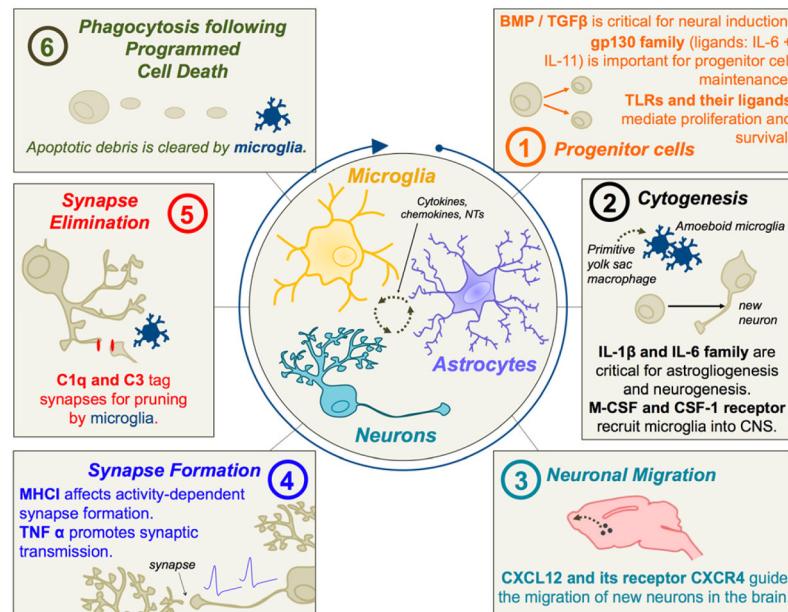 6
Phagocytosis following
Programmed
Cell Death
Apoptotic debris is cleared by microglia.
BMP / TGFβ is critical for neural induction
gp130 family (ligands: IL-6 +
IL-11) is important for progenitor cell
maintenance
TLRs and their ligands
mediate proliferation and
survival
1 Progenitor cells
2 Cytogenesis
Amoeboid microglia
Primitive
yolk sac
macrophage
new
neuron
IL-1β and IL-6 family are
critical for astrogliogenesis
and neurogenesis.
M-CSF and CSF-1 receptor
recruit microglia into CNS.
3 Neuronal Migration
CXCL12 and its receptor CXCR4 guide
the migration of new neurons in the brain
Synapse Formation 4
MHCI affects activity-dependent
synapse formation.
TNF α promotes synaptic
transmission.
synapse
Synapse
Elimination
5
C1q and C3 tag
synapses for pruning
by microglia.
Microglia
Cytokines,
chemokines, NTs
Astrocytes
Neurons